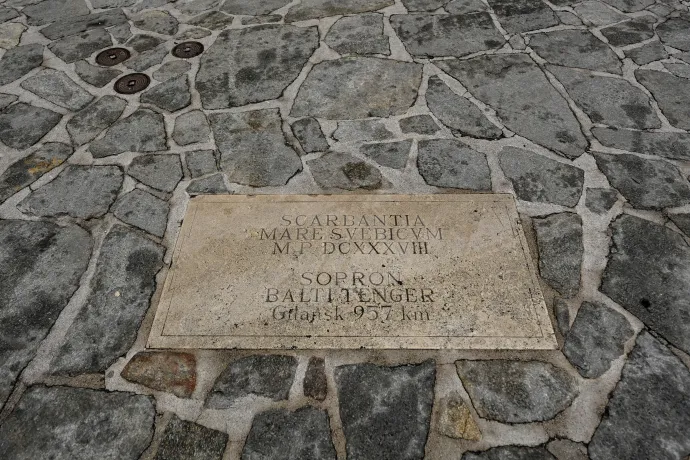 SCARBANTIA
MARE SVEBICVM
M.P. DCXXXVIII
SOPRON
BALTI TENGER
Gdansk 957 km